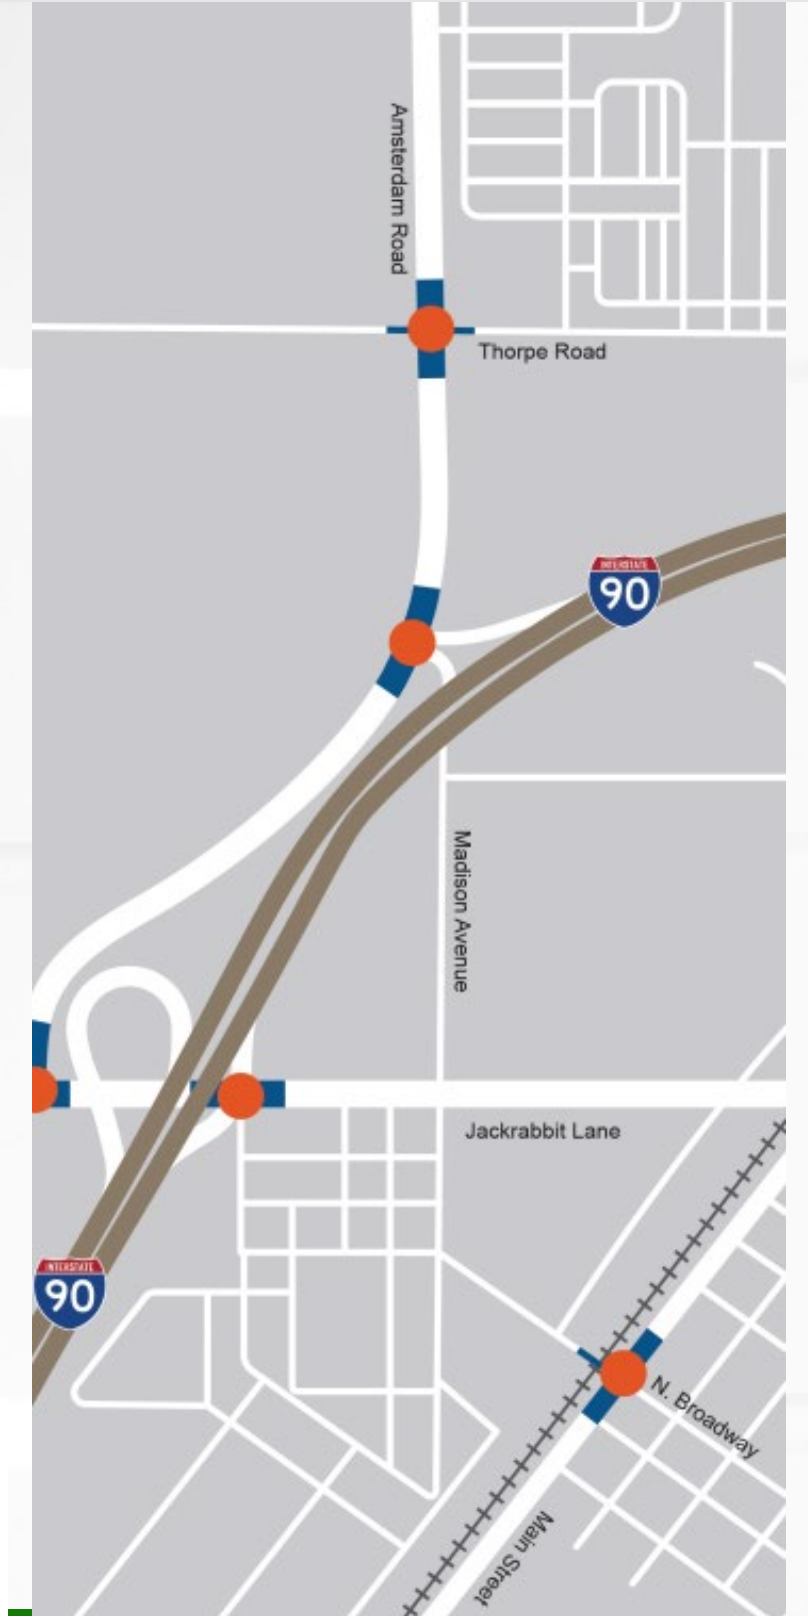 Amsterdam Road
Thorpe Road
INTERSTATE
90
Madison Avenue
Jackrabbit Lane
INTERSTATE
90
N. Broadway
Main Street